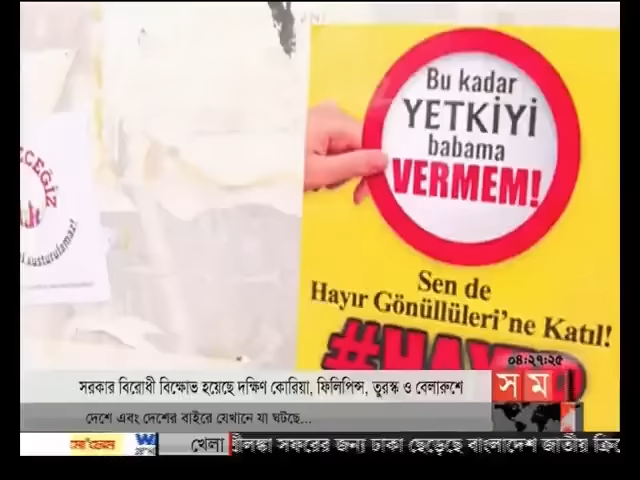 Bu kadar
YETKİYİ
babama
VERMEM!
Sen de
Hayır Gönüllüleri'ne Katıl!
04:27:25
সময়
সরকার বিরোধী বিক্ষোভ হয়েছে দক্ষিণ কোরিয়া, ফিলিপিন্স, তুরস্ক ও বেলারুশে
দেশে এবং দেশের বাইরে যেখানে যা ঘটছে...
খেলা শ্রীলঙ্কা সফরের জন্য ঢাকা ছেড়েছে বাংলাদেশ জাতীয়